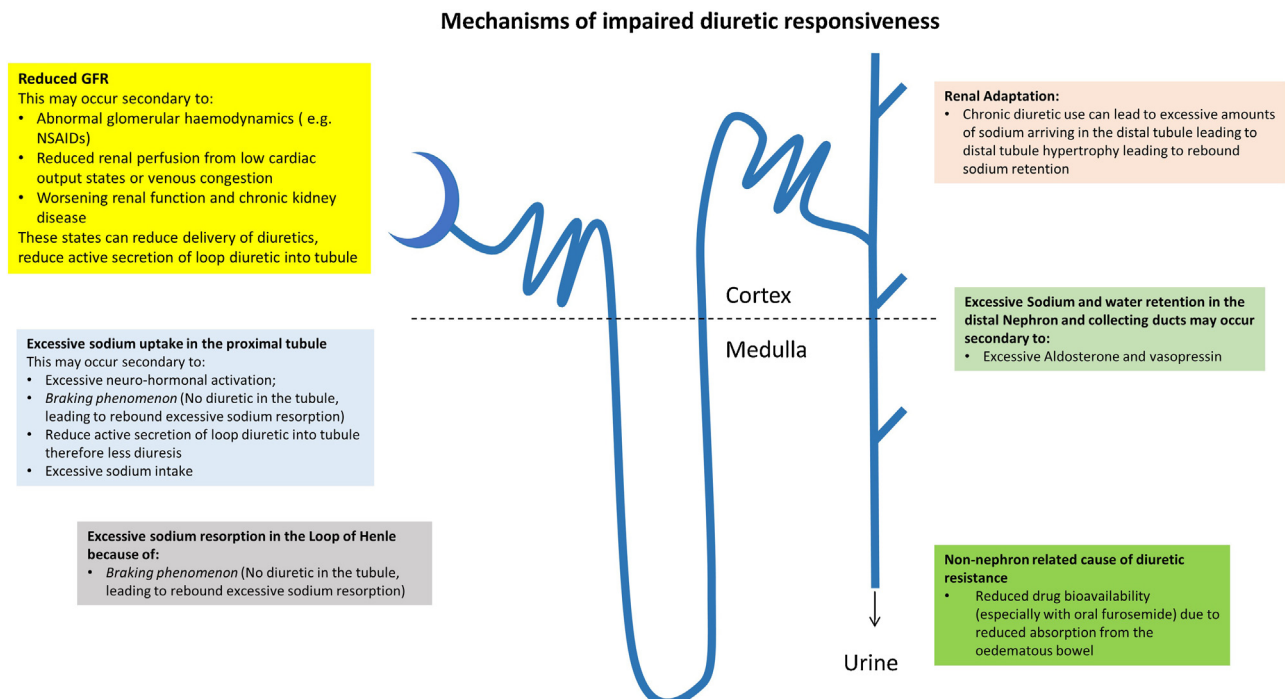 Mechanisms of impaired diuretic responsiveness
Reduced GFR
This may occur secondary to:
• Abnormal glomerular haemodynamics ( e.g.
NSAIDs)
• Reduced renal perfusion from low cardiac
output states or venous congestion
• Worsening renal function and chronic kidney
disease
These states can reduce delivery of diuretics,
reduce active secretion of loop diuretic into tubule
Excessive sodium uptake in the proximal tubule
This may occur secondary to:
• Excessive neuro-hormonal activation;
• Braking phenomenon (No diuretic in the tubule,
leading to rebound excessive sodium resorption)
• Reduce active secretion of loop diuretic into tubule
therefore less diuresis
• Excessive sodium intake
Excessive sodium resorption in the Loop of Henle
because of:
• Braking phenomenon (No diuretic in the tubule,
leading to rebound excessive sodium resorption)
Cortex
Medulla
Urine
Renal Adaptation:
• Chronic diuretic use can lead to excessive amounts
of sodium arriving in the distal tubule leading to
distal tubule hypertrophy leading to rebound
sodium retention
Excessive Sodium and water retention in the
distal Nephron and collecting ducts may occur
secondary to:
• Excessive Aldosterone and vasopressin
Non-nephron related cause of diuretic
resistance
• Reduced drug bioavailability
(especially with oral furosemide) due to
reduced absorption from the
oedematous bowel